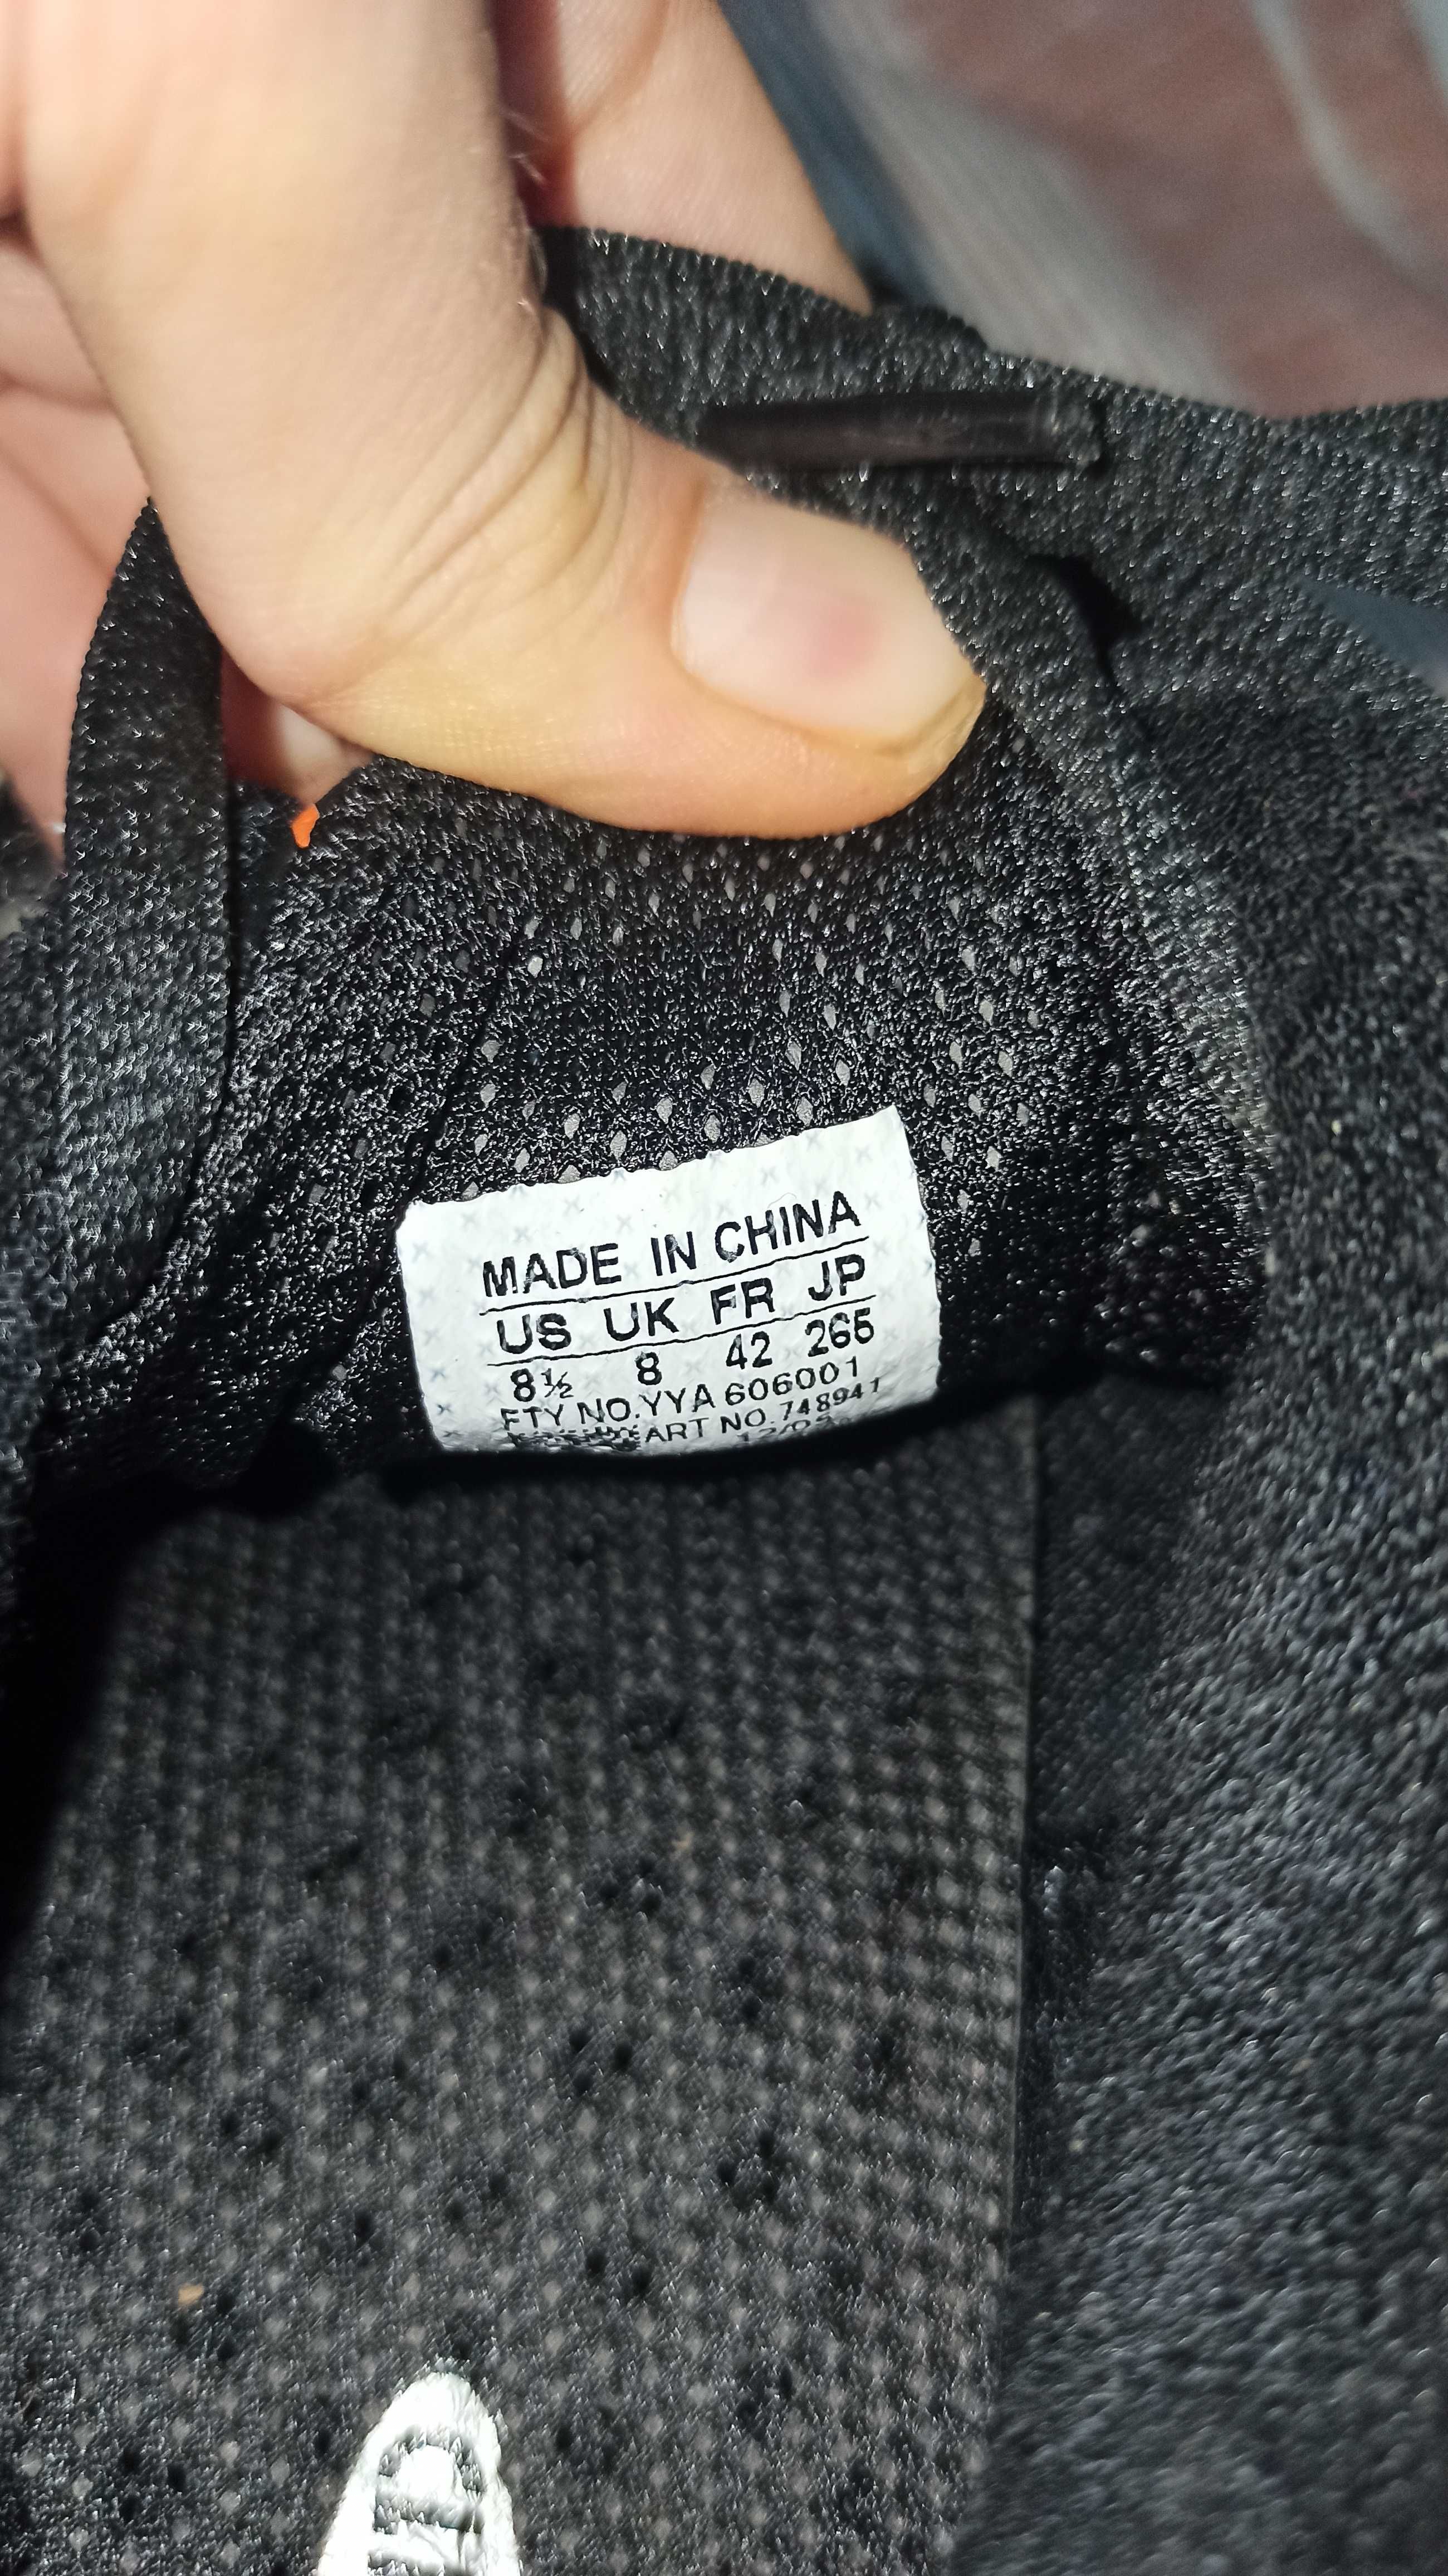 MADE IN CHINA
US UK FR JP
8½ 8 42 265
FTY NO.YYA 606001
ART NO.748941